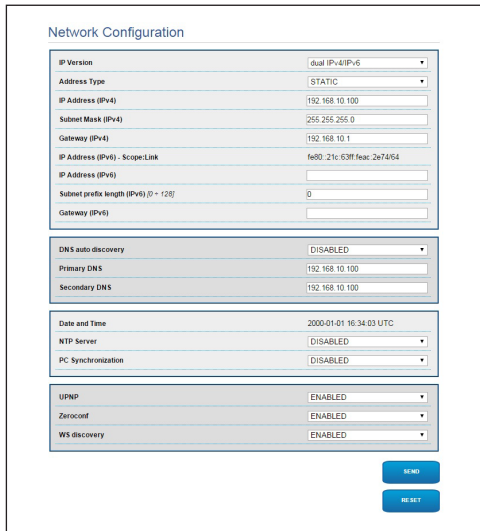 Network Configuration
IP Version dual IPv4/IPv6
Address Type STATIC
IP Address (IPv4) 192.168.10.100
Subnet Mask (IPv4) 255.255.255.0
Gateway (IPv4) 192.168.10.1
IP Address (IPv6) - Scope:Link fe80::21c:63ff:feac:2e74/64
IP Address (IPv6)
Subnet prefix length (IPv6) [0 ÷ 128] 0
Gateway (IPv6)
DNS auto discovery DISABLED
Primary DNS 192.168.10.100
Secondary DNS 192.168.10.100
Date and Time 2000-01-01 16:34:03 UTC
NTP Server DISABLED
PC Synchronization DISABLED
UPNP ENABLED
Zeroconf ENABLED
WS discovery ENABLED
SEND
RESET